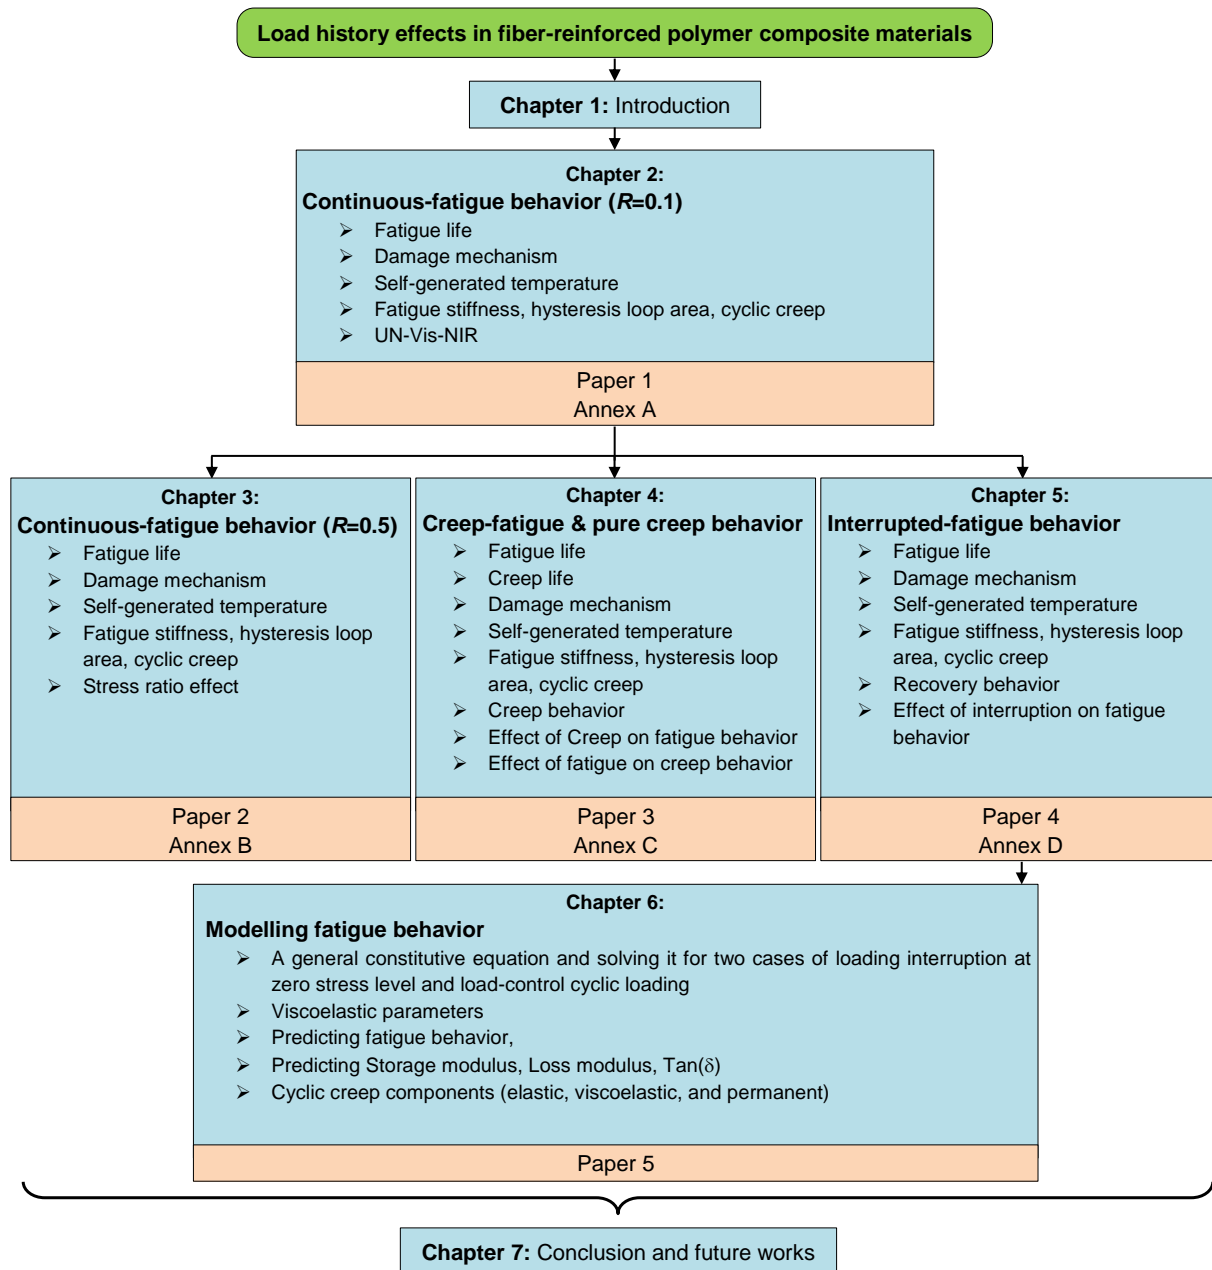 Load history effects in fiber-reinforced polymer composite materials
Chapter 1: Introduction
Chapter 2:
Continuous-fatigue behavior (R=0.1)
➢ Fatigue life
➢ Damage mechanism
➢ Self-generated temperature
➢ Fatigue stiffness, hysteresis loop area, cyclic creep
➢ UN-Vis-NIR
Paper 1
Annex A
Chapter 3:
Continuous-fatigue behavior (R=0.5)
➢ Fatigue life
➢ Damage mechanism
➢ Self-generated temperature
➢ Fatigue stiffness, hysteresis loop
area, cyclic creep
➢ Stress ratio effect
Paper 2
Annex B
Chapter 4:
Creep-fatigue & pure creep behavior
➢ Fatigue life
➢ Creep life
➢ Damage mechanism
➢ Self-generated temperature
➢ Fatigue stiffness, hysteresis loop
area, cyclic creep
➢ Creep behavior
➢ Effect of Creep on fatigue behavior
➢ Effect of fatigue on creep behavior
Paper 3
Annex C
Chapter 5:
Interrupted-fatigue behavior
➢ Fatigue life
➢ Damage mechanism
➢ Self-generated temperature
➢ Fatigue stiffness, hysteresis loop
area, cyclic creep
➢ Recovery behavior
➢ Effect of interruption on fatigue
behavior
Paper 4
Annex D
Chapter 6:
Modelling fatigue behavior
➢ A general constitutive equation and solving it for two cases of loading interruption at
zero stress level and load-control cyclic loading
➢ Viscoelastic parameters
➢ Predicting fatigue behavior,
➢ Predicting Storage modulus, Loss modulus, Tan(δ)
➢ Cyclic creep components (elastic, viscoelastic, and permanent)
Paper 5
Chapter 7: Conclusion and future works